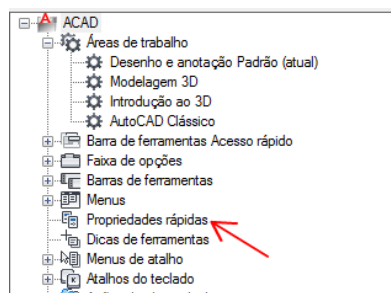 ACAD
Áreas de trabalho
Desenho e anotação Padrão (atual)
Modelagem 3D
Introdução ao 3D
AutoCAD Clássico
Barra de ferramentas Acesso rápido
Faixa de opções
Barras de ferramentas
Menus
Propriedades rápidas
Dicas de ferramentas
Menus de atalho
Atalhos do teclado